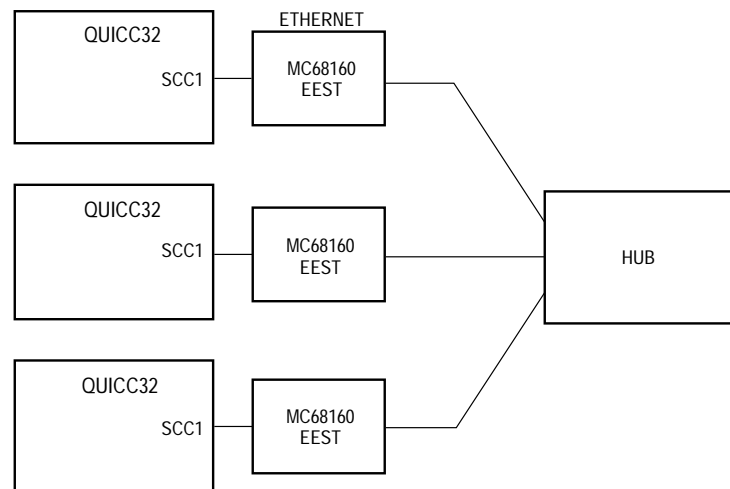 ETHERNET
QUICC32
SCC1
MC68160
EEST
QUICC32
SCC1
MC68160
EEST
HUB
QUICC32
SCC1
MC68160
EEST